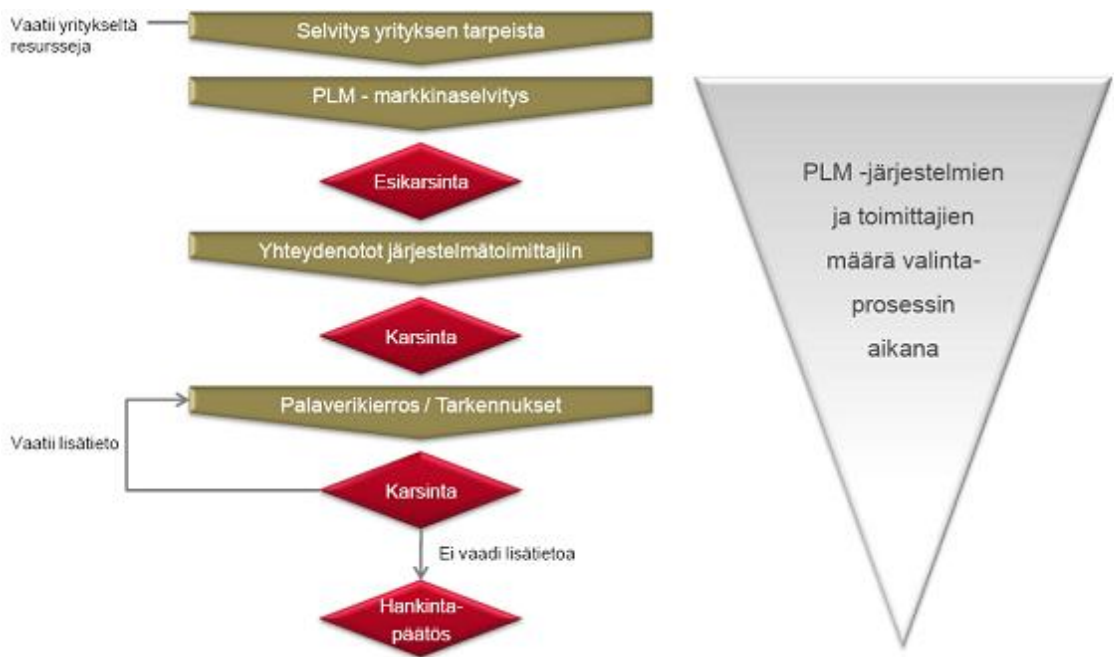 Vaatii yritykseltä
resursseja
Selvitys yrityksen tarpeista
PLM - markkinaselvitys
Esikarsinta
Yhteydenotot järjestelmätoimittajiin
Karsinta
Palaverikierros / Tarkennukset
Vaatii lisätieto
Karsinta
Ei vaadi lisätietoa
Hankinta-
päätös
PLM -järjestelmien
ja toimittajien
määrä valinta-
prosessin
aikana